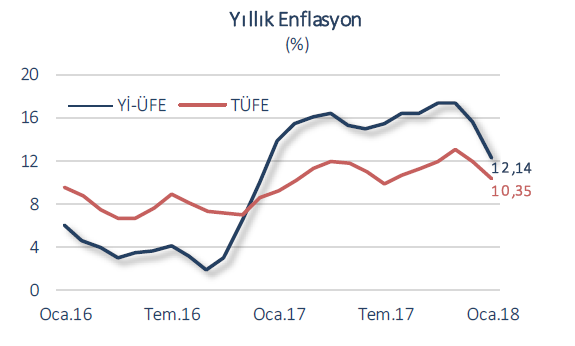 Yıllık Enflasyon
(%)
20
16
12
8
4
0
Yİ-ÜFE
TÜFE
12,14
10,35
Oca.16
Tem.16
Oca.17
Tem.17
Oca.18